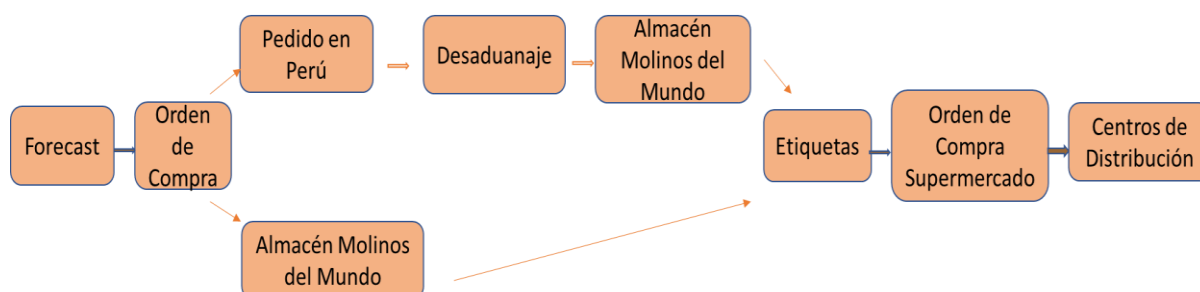 Forecast
Orden
de
Compra
Pedido en
Perú
Desaduanaje
Almacén
Molinos del
Mundo
Almacén Molinos
del Mundo
Etiquetas
Orden de
Compra
Supermercado
Centros de
Distribución